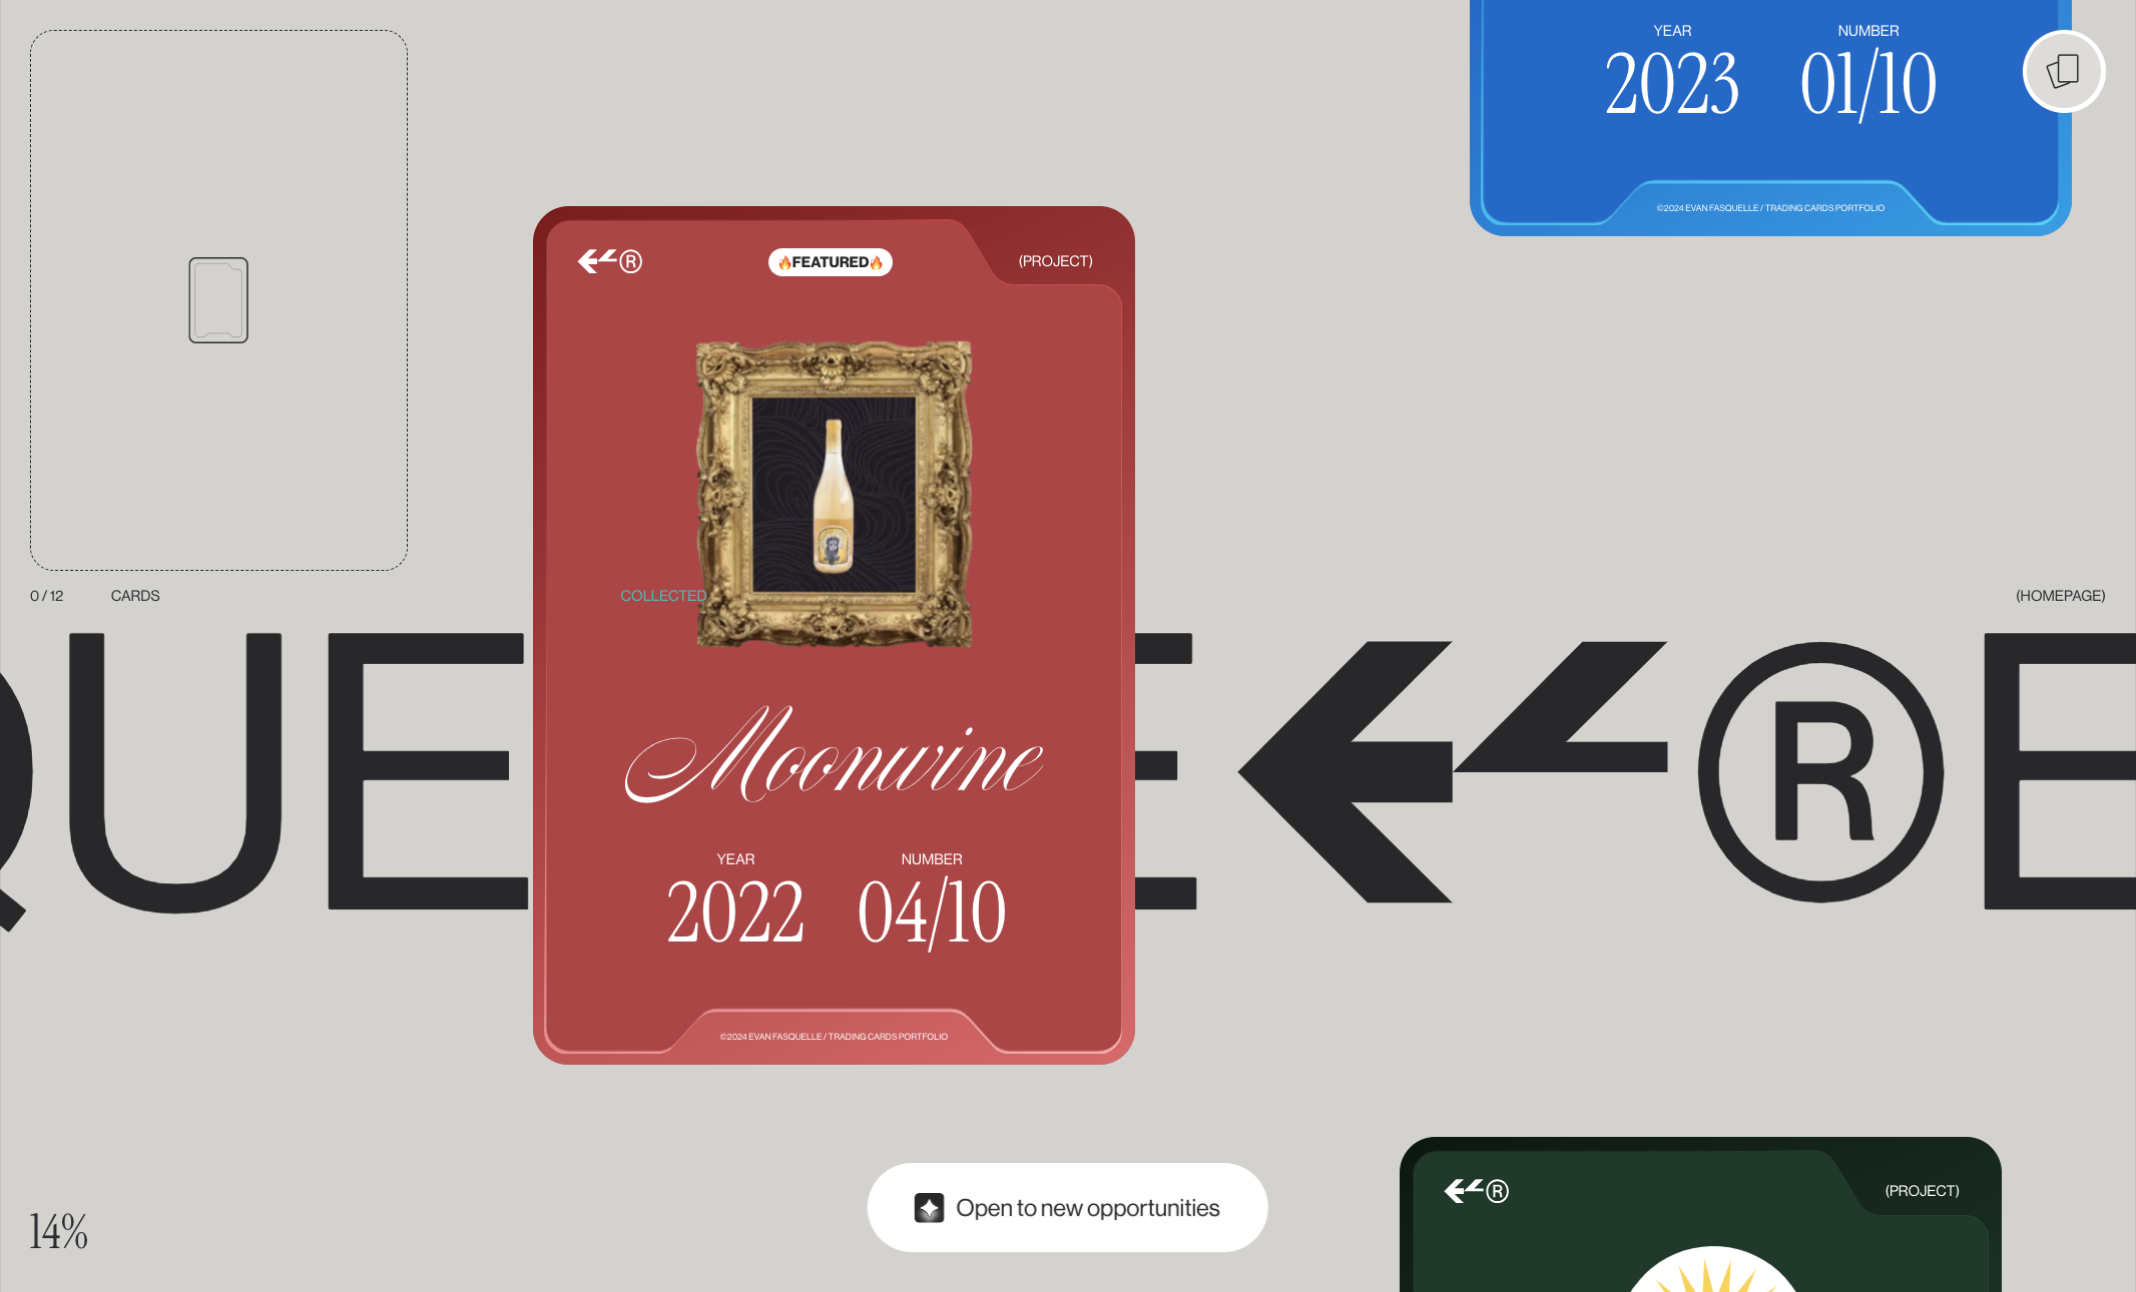 YEAR NUMBER
2023 01/10
©2024 EVAN FASQUELLE / TRADING CARDS PORTFOLIO
R
🔥FEATURED🔥
(PROJECT)
COLLECTED
Moonwine
YEAR NUMBER
2022 04/10
©2024 EVAN FASQUELLE / TRADING CARDS PORTFOLIO
0 / 12 CARDS
(HOMEPAGE)
QUE
E
R
E
R
(PROJECT)
Open to new opportunities
14%